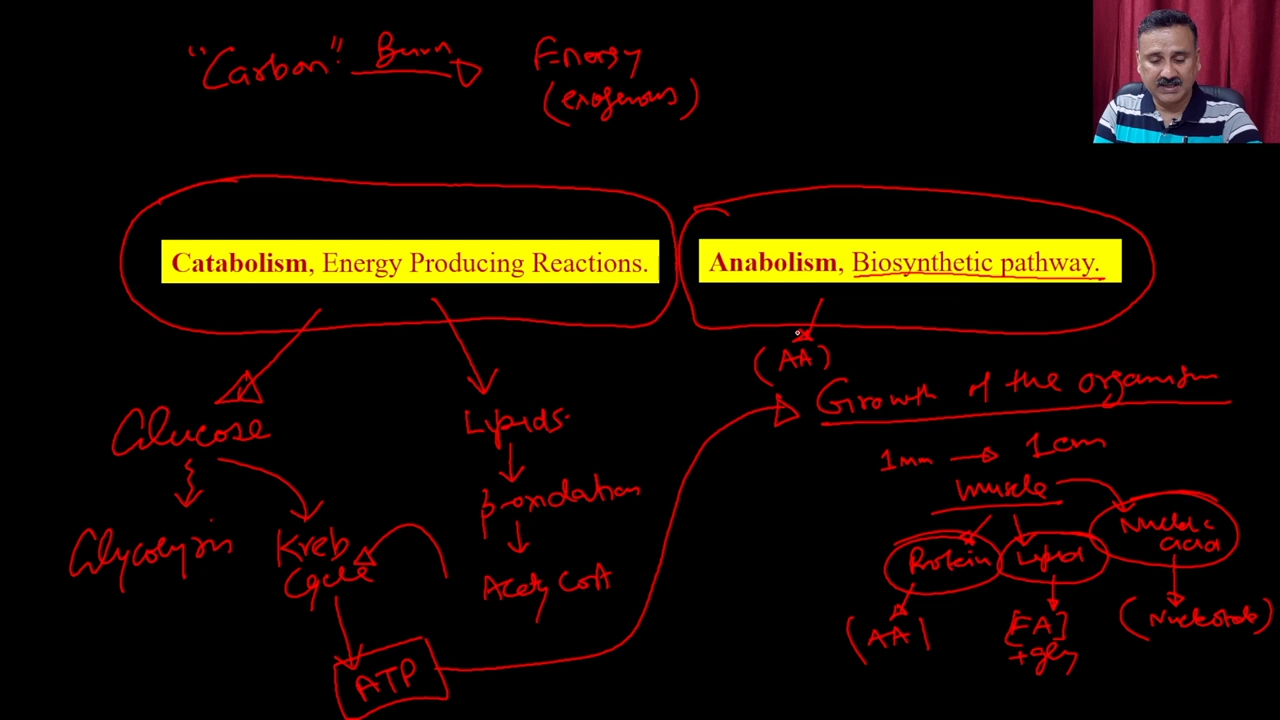 "Carbon" Burn Energy
(exogenous)
Catabolism, Energy Producing Reactions.
Anabolism, Biosynthetic pathway.
(AA)
Growth of the organism
Glucose
Lipids.
1mm → 1cm
muscle
β-oxidation
Glycolysis
Kreb
Cycle
Acety CoA
Protein
Lipid
Nucleic
acid
(AA)
[FA]
+gly
(Nucleotide)
ATP